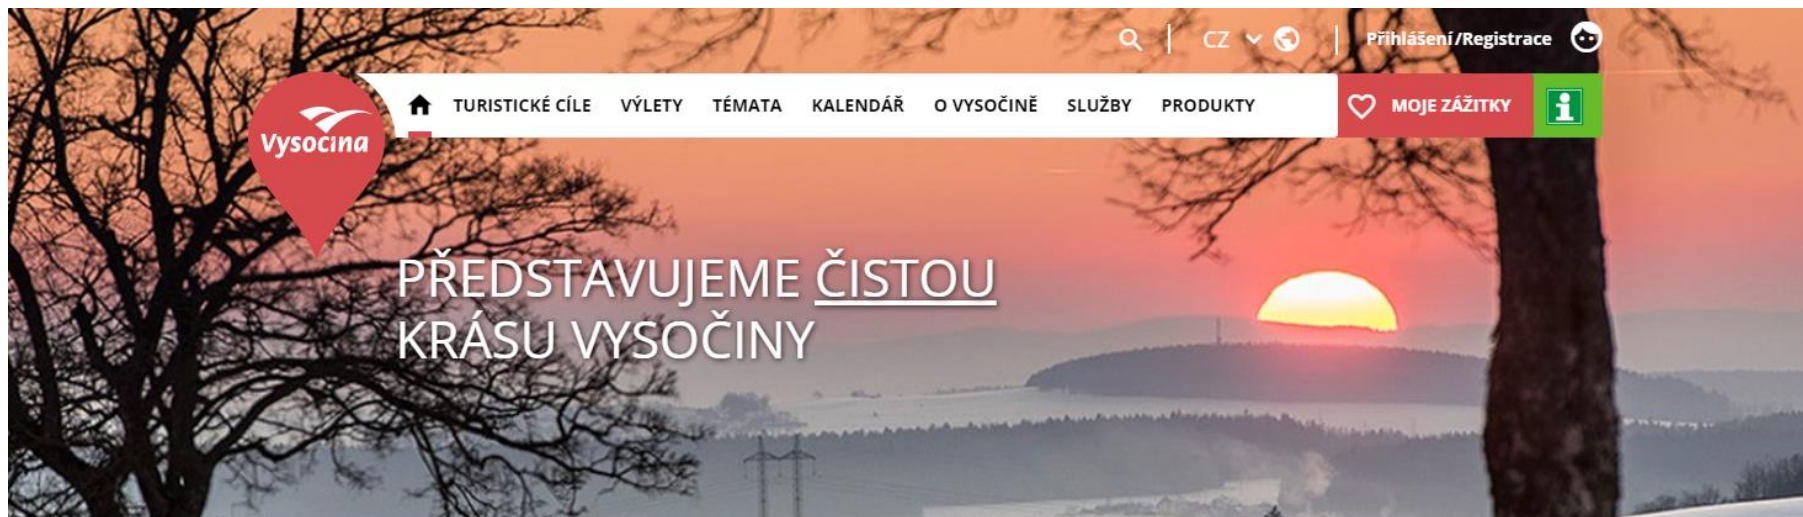 CZ
Přihlášení/Registrace
Vysočina
TURISTICKÉ CÍLE VÝLETY TÉMATA KALENDÁŘ O VYSOČINĚ SLUŽBY PRODUKTY
MOJE ZÁŽITKY
i
PŘEDSTAVUJEME ČISTOU
KRÁSU VYSOČINY